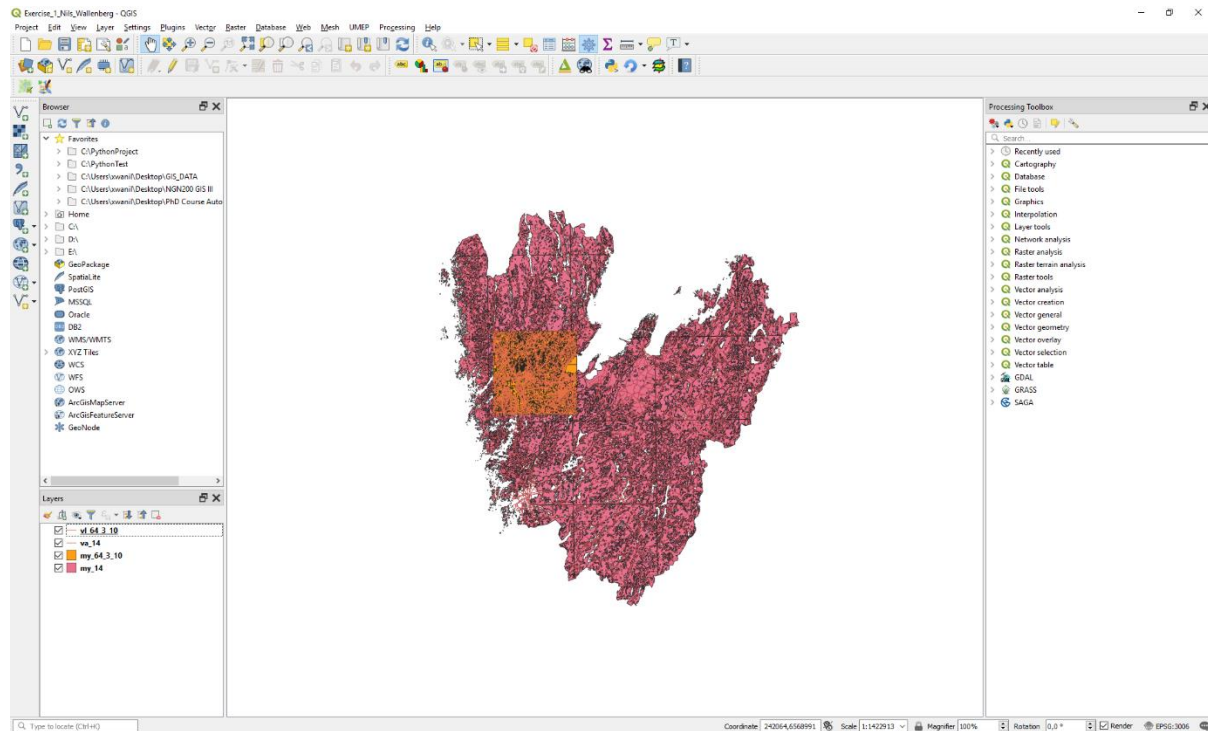 Exercise_1_Nils_Wallenberg - QGIS
Project Edit View Layer Settings Plugins Vector Raster Database Web Mesh UMEP Processing Help
Browser
Favorites
C:\PythonProject
C:\PythonTest
C:\Users\xwanil\Desktop\GIS_DATA
C:\Users\xwanil\Desktop\NGN200 GIS III
C:\Users\xwanil\Desktop\PhD Course Auto
Home
C:\
D:\
E:\
GeoPackage
SpatiaLite
PostGIS
MSSQL
Oracle
DB2
WMS/WMTS
XYZ Tiles
WCS
WFS
OWS
ArcGisMapServer
ArcGisFeatureServer
GeoNode
Layers
vl_64_3_10
va_14
my_64_3_10
my_14
Processing Toolbox
Search...
Recently used
Cartography
Database
File tools
Graphics
Interpolation
Layer tools
Network analysis
Raster analysis
Raster terrain analysis
Raster tools
Vector analysis
Vector creation
Vector general
Vector geometry
Vector overlay
Vector selection
Vector table
GDAL
GRASS
SAGA
Type to locate (Ctrl+K) Coordinate 242064,6568991 Scale 1:1422913 Magnifier 100% Rotation 0,0 ° Render EPSG:3006